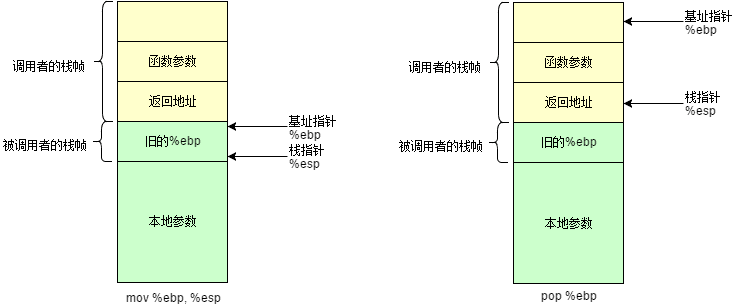 调用者的栈帧
函数参数
返回地址
基址指针
%ebp
被调用者的栈帧
旧的%ebp
栈指针
%esp
本地参数
mov %ebp, %esp
基址指针
%ebp
调用者的栈帧
函数参数
返回地址
栈指针
%esp
被调用者的栈帧
旧的%ebp
本地参数
pop %ebp